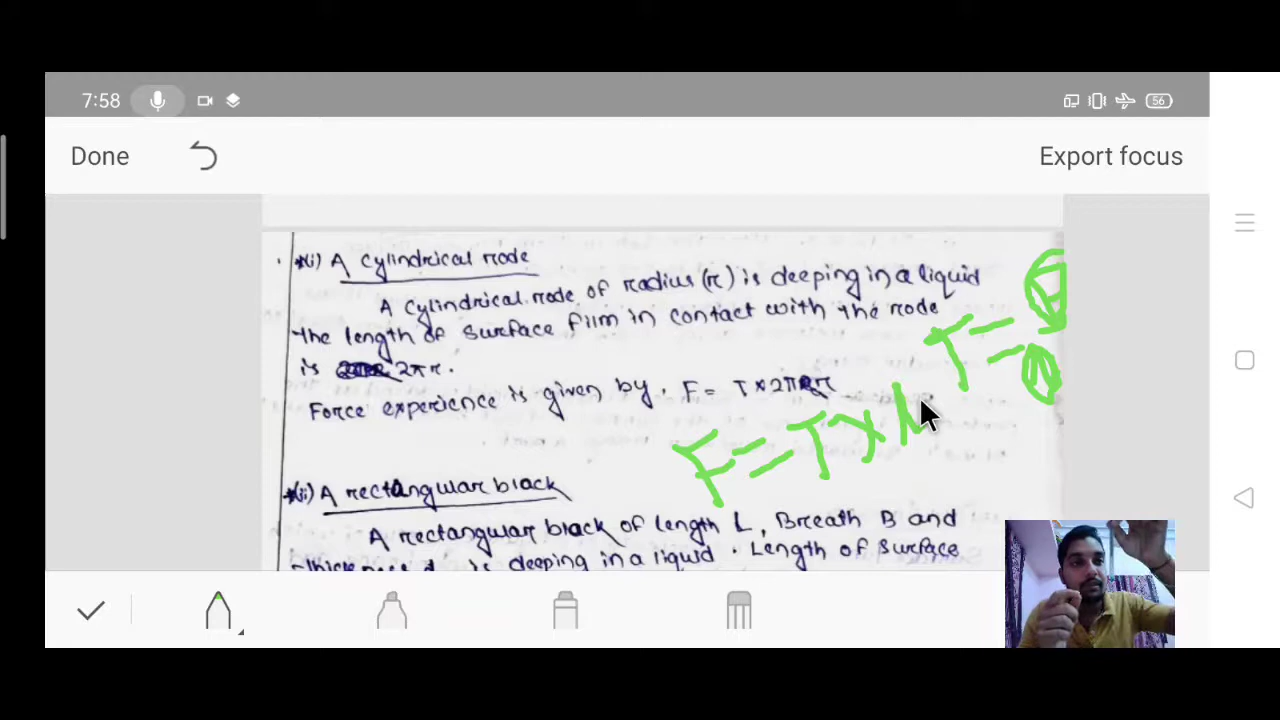 7:58
56
Done
Export focus
(i) A cylindrical rode
A cylindrical rode of radius (r) is deeping in a liquid
the length of surface film in contact with the rode
is 2πr.
Force experience is given by. F = T × 2πr
T =
F = T x l
(ii) A rectangular black
A rectangular black of length L, Breath B and
thickness d is deeping in a liquid. Length of surface